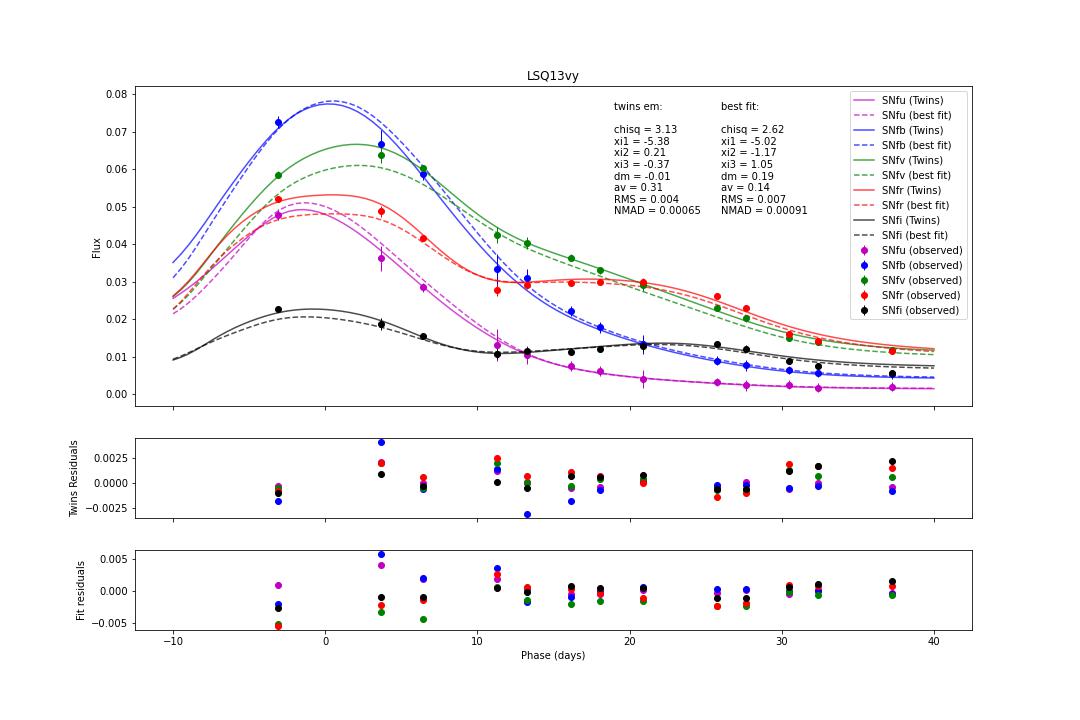 LSQ13vy
0.08
0.07
0.06
0.05
0.04
0.03
0.02
0.01
0.00
Flux
twins em:
chisq = 3.13
xi1 = -5.38
xi2 = 0.21
xi3 = -0.37
dm = -0.01
av = 0.31
RMS = 0.004
NMAD = 0.00065
best fit:
chisq = 2.62
xi1 = -5.02
xi2 = -1.17
xi3 = 1.05
dm = 0.19
av = 0.14
RMS = 0.007
NMAD = 0.00091
SNfu (Twins)
SNfu (best fit)
SNfb (Twins)
SNfb (best fit)
SNfv (Twins)
SNfv (best fit)
SNfr (Twins)
SNfr (best fit)
SNfi (Twins)
SNfi (best fit)
SNfu (observed)
SNfb (observed)
SNfv (observed)
SNfr (observed)
SNfi (observed)
Twins Residuals
0.0025
0.0000
−0.0025
Fit residuals
0.005
0.000
−0.005
−10
0
10
20
30
40
Phase (days)